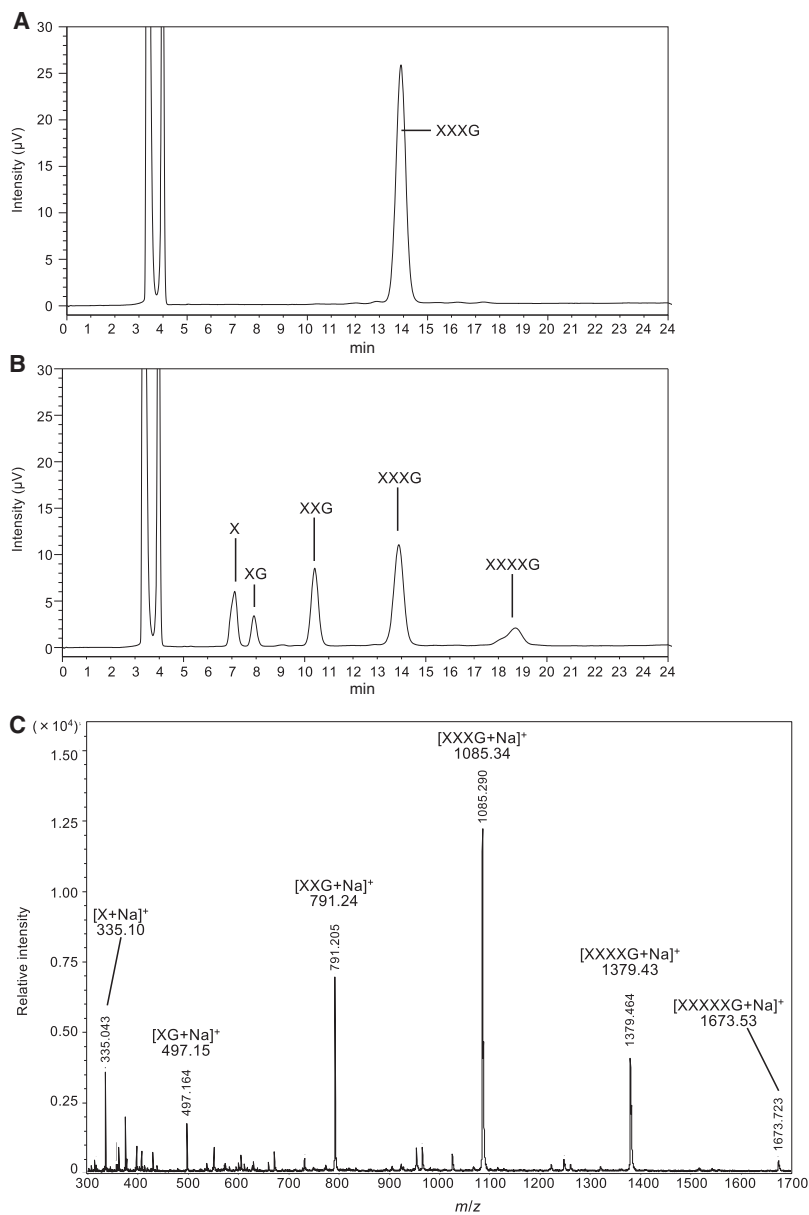 A
30
25
20
15
10
5
0
Intensity (μV)
XXXG
0 1 2 3 4 5 6 7 8 9 10 11 12 13 14 15 16 17 18 19 20 21 22 23 24
min
B
30
25
20
15
10
5
0
Intensity (μV)
X
XG
XXG
XXXG
XXXXG
0 1 2 3 4 5 6 7 8 9 10 11 12 13 14 15 16 17 18 19 20 21 22 23 24
min
C
(×10⁴)
1.50
1.25
1.00
0.75
0.50
0.25
0
Relative intensity
[X+Na]⁺
335.10
335.043
[XG+Na]⁺
497.15
497.164
[XXG+Na]⁺
791.24
791.205
[XXXG+Na]⁺
1085.34
1085.290
[XXXXG+Na]⁺
1379.43
1379.464
[XXXXXG+Na]⁺
1673.53
1673.723
300 400 500 600 700 800 900 1000 1100 1200 1300 1400 1500 1600 1700
m/z